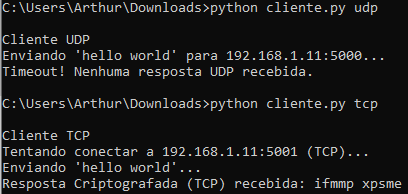 C:\Users\Arthur\Downloads>python cliente.py udp
Cliente UDP
Enviando 'hello world' para 192.168.1.11:5000...
Timeout! Nenhuma resposta UDP recebida.
C:\Users\Arthur\Downloads>python cliente.py tcp
Cliente TCP
Tentando conectar a 192.168.1.11:5001 (TCP)...
Enviando 'hello world'...
Resposta Criptografada (TCP) recebida: ifmmp xpsme